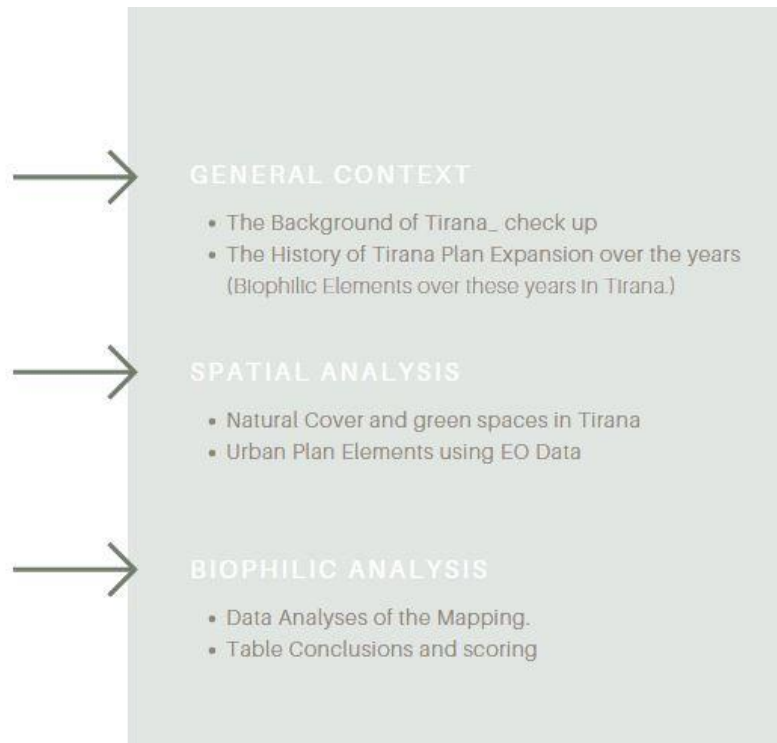 GENERAL CONTEXT
• The Background of Tirana_ check up
• The History of Tirana Plan Expansion over the years
(Biophilic Elements over these years in Tirana.)
SPATIAL ANALYSIS
• Natural Cover and green spaces in Tirana
• Urban Plan Elements using EO Data
BIOPHILIC ANALYSIS
• Data Analyses of the Mapping.
• Table Conclusions and scoring